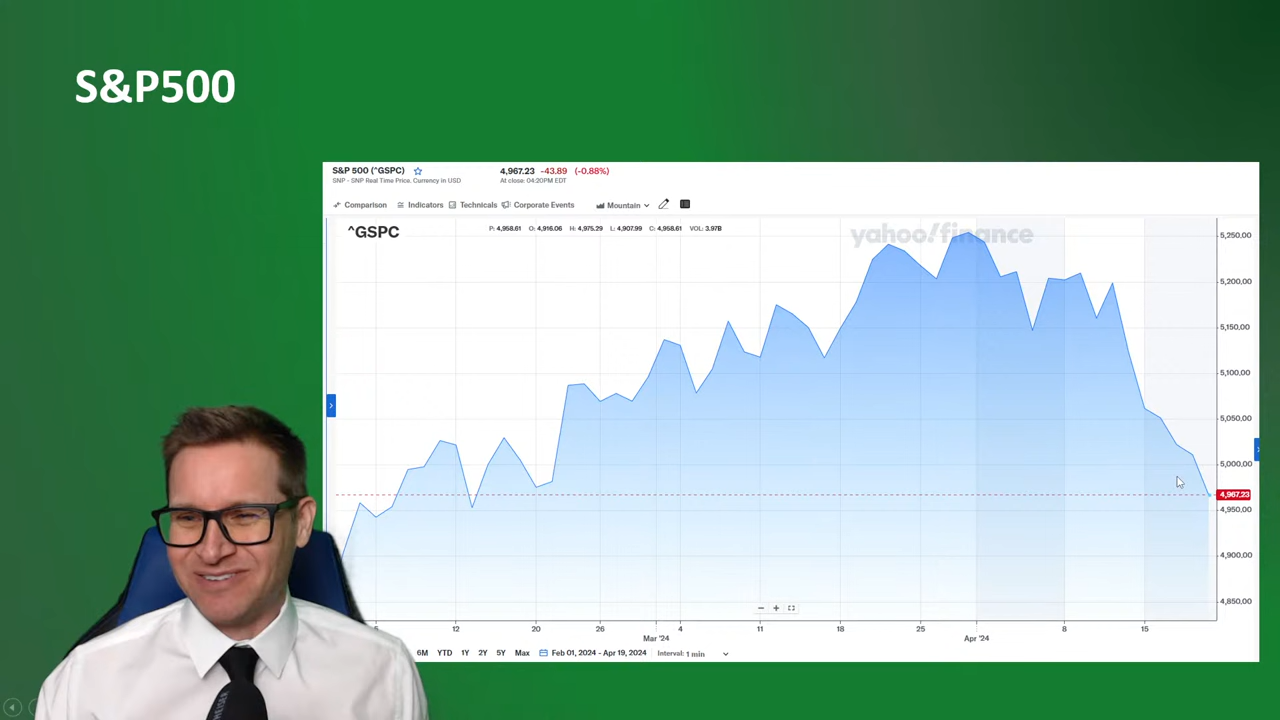 S&P500
S&P 500 (^GSPC)
4,967.23 -43.89 (-0.88%)
SNP - SNP Real Time Price. Currency in USD
At close: 04:20PM EDT
Comparison Indicators Technicals Corporate Events Mountain
^GSPC
P: 4,958.61 O: 4,916.06 H: 4,975.29 L: 4,907.99 C: 4,958.61 VOL: 3.97B
yahoo!finance
5,250.00
5,200.00
5,150.00
5,100.00
5,050.00
5,000.00
4,967.23
4,950.00
4,900.00
4,850.00
5 12 20 26 4 11 18 25 8 15
Mar '24 Apr '24
6M YTD 1Y 2Y 5Y Max Feb 01, 2024 - Apr 19, 2024 Interval: 1 min